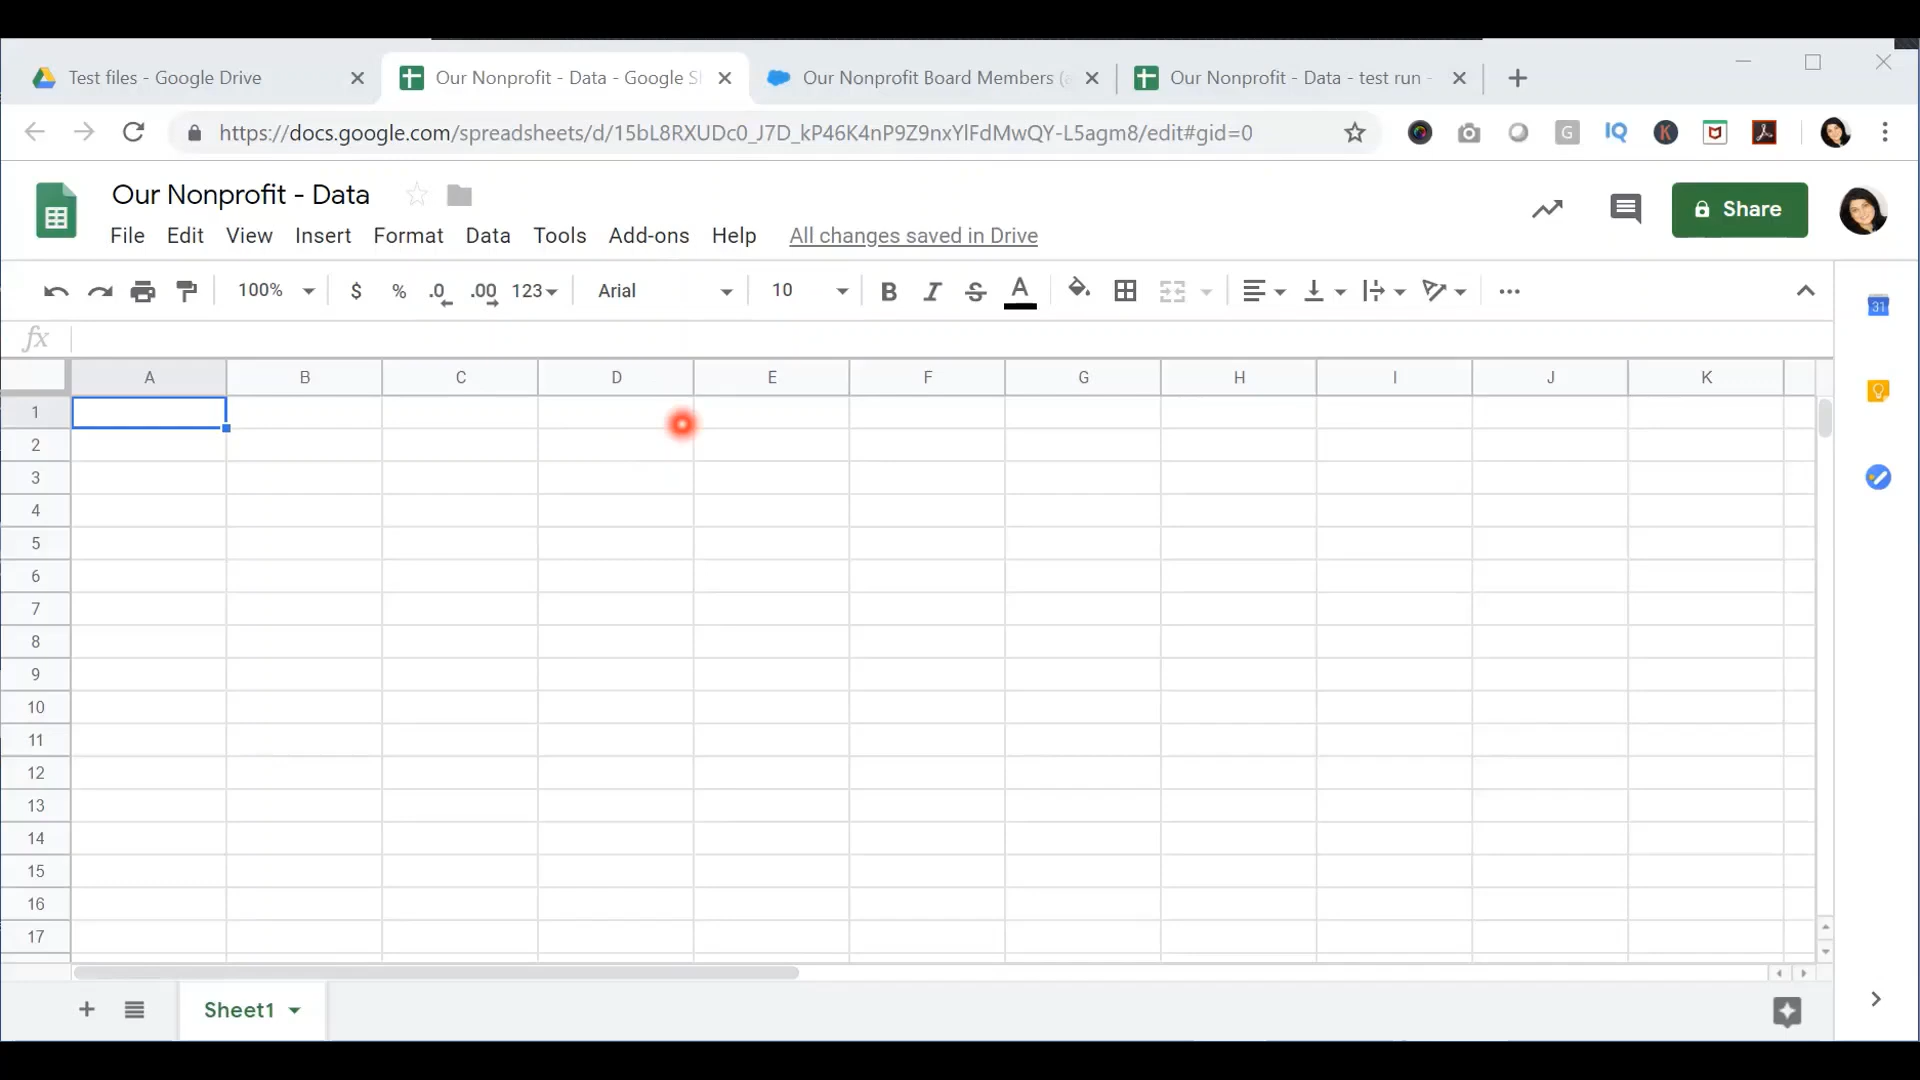 Test files - Google Drive
Our Nonprofit - Data - Google S
Our Nonprofit Board Members (
Our Nonprofit - Data - test run -
https://docs.google.com/spreadsheets/d/15bL8RXUDc0_J7D_kP46K4nP9Z9nxYlFdMwQY-L5agm8/edit#gid=0
G IQ K
Our Nonprofit - Data
File Edit View Insert Format Data Tools Add-ons Help All changes saved in Drive
Share
100% $ % .0 .00 123 Arial 10 B I S A
31
fx
A B C D E F G H I J K
1
2
3
4
5
6
7
8
9
10
11
12
13
14
15
16
17
Sheet1